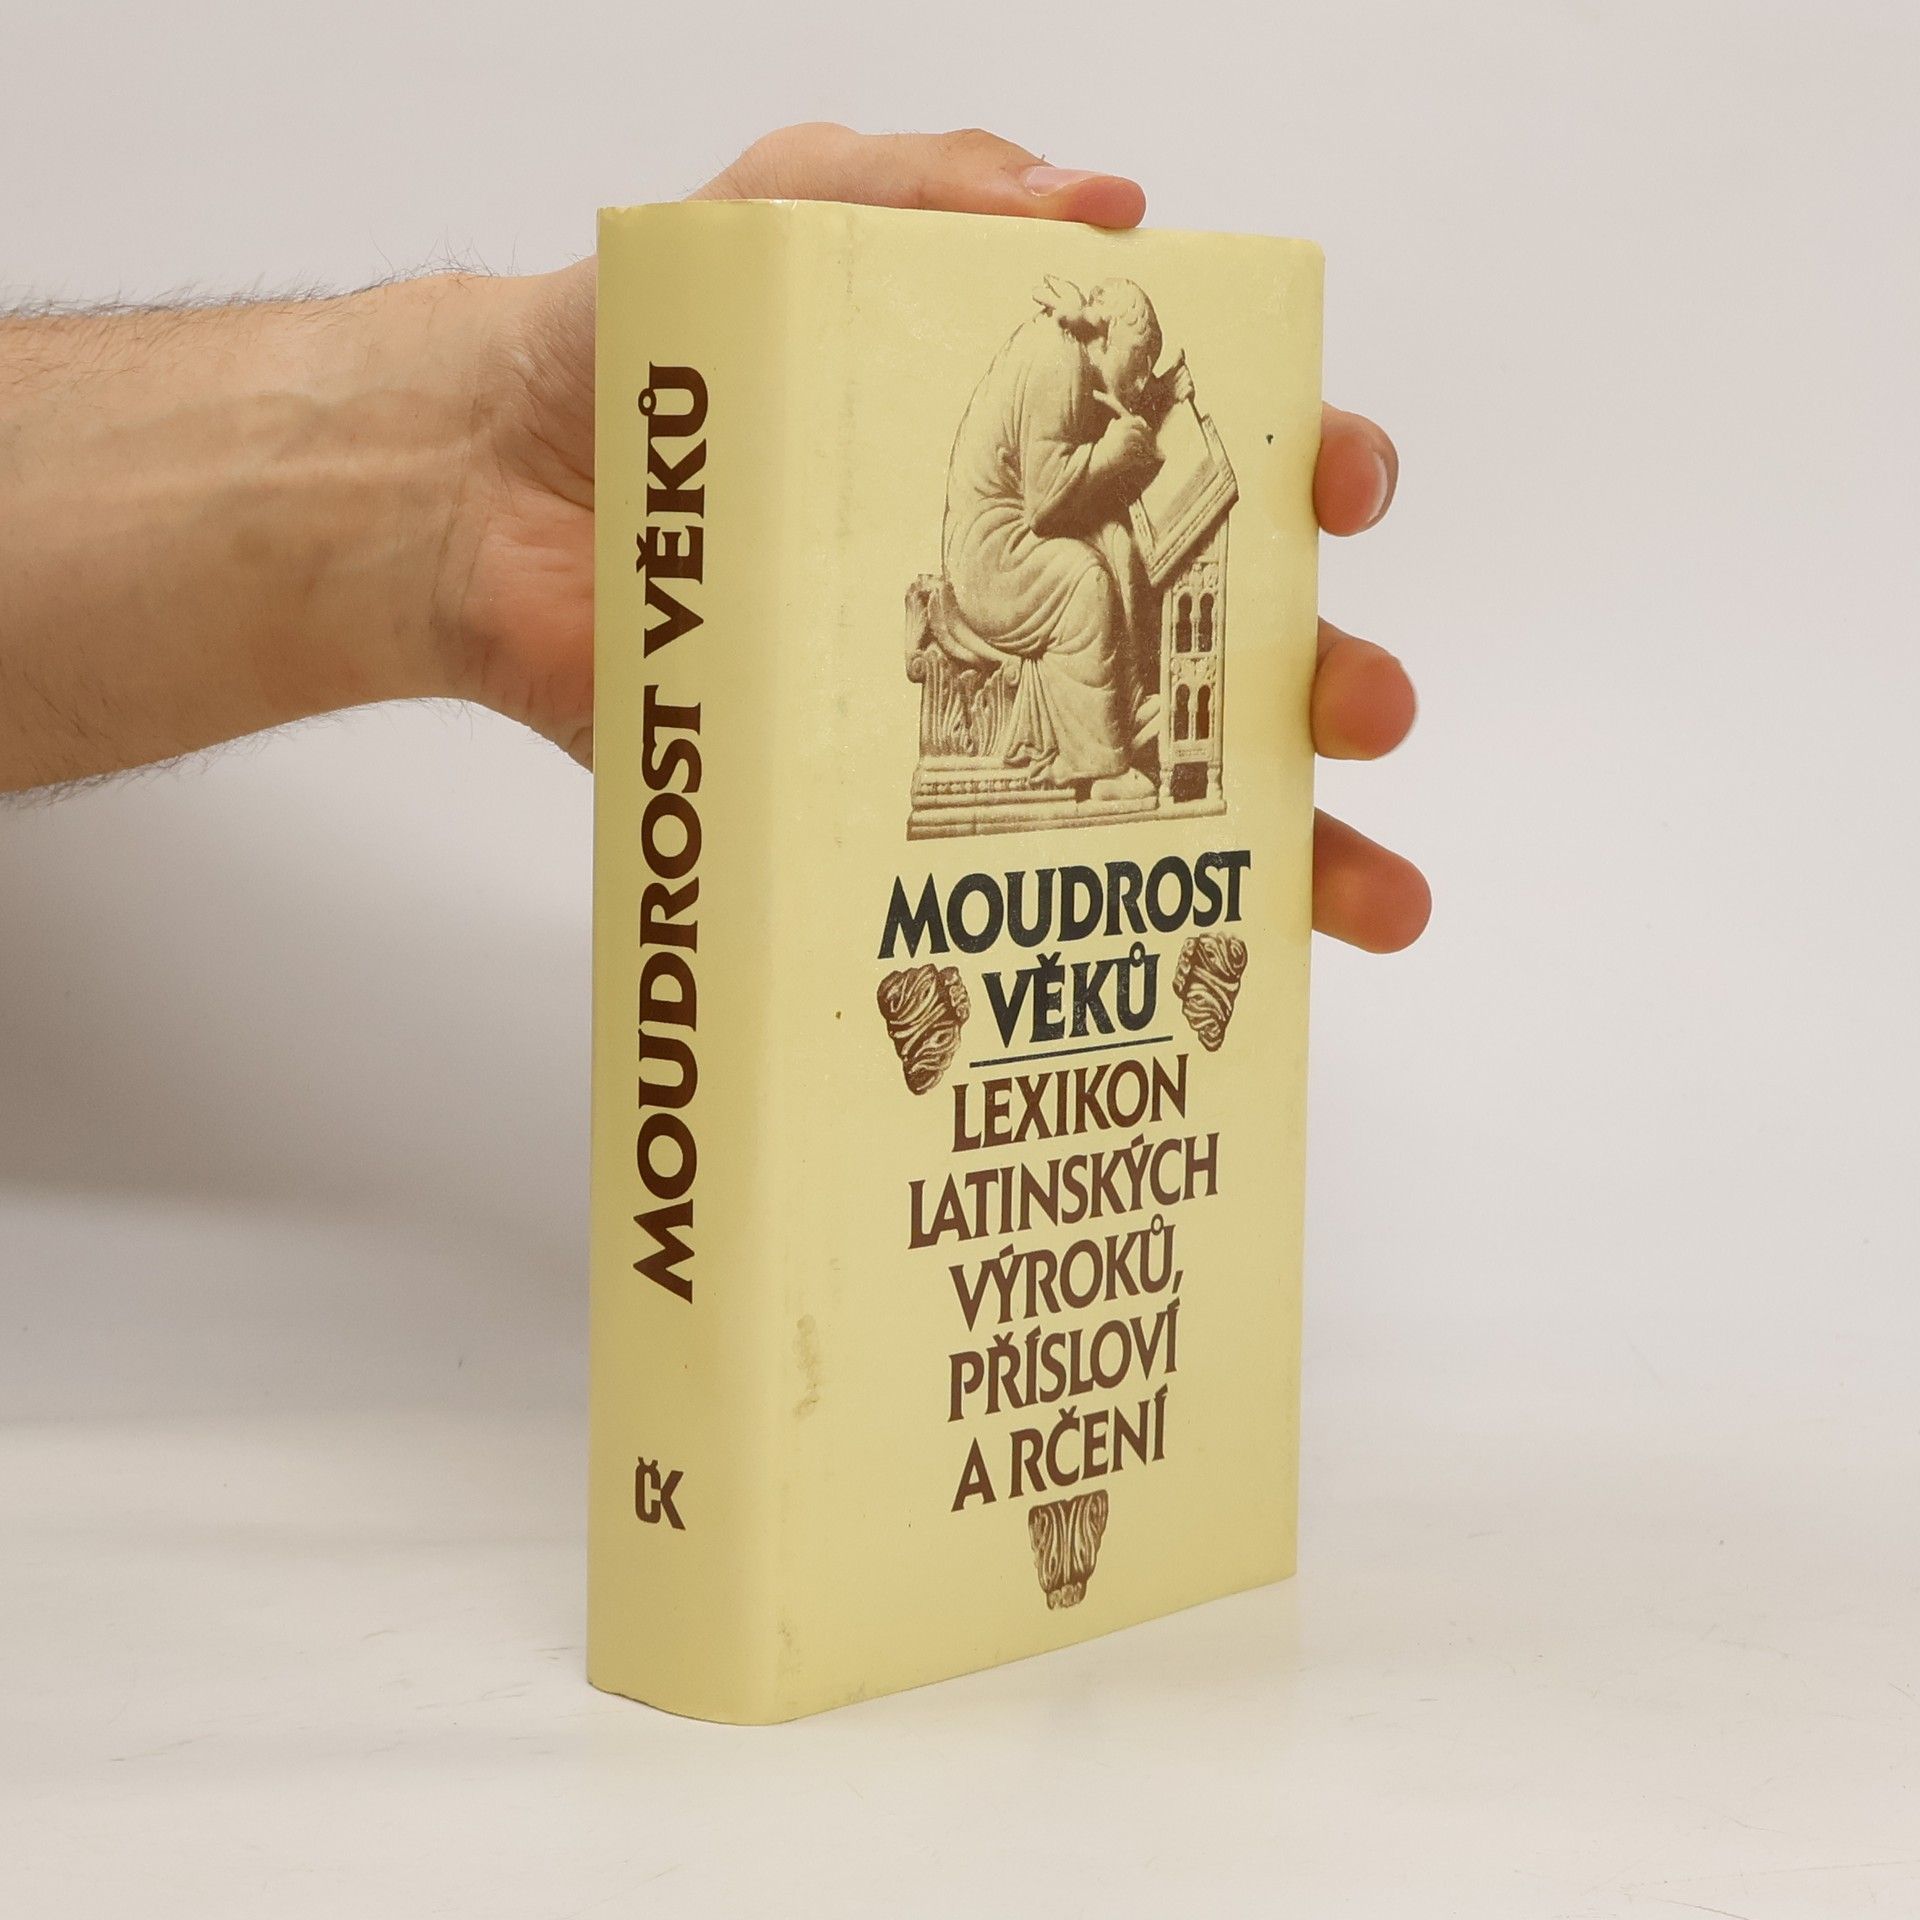 MOUDROST VĚKŮ
ČK
MOUDROST
VĚKŮ
LEXIKON
LATINSKÝCH
VÝROKŮ,
PŘÍSLOVÍ
A RČENÍ